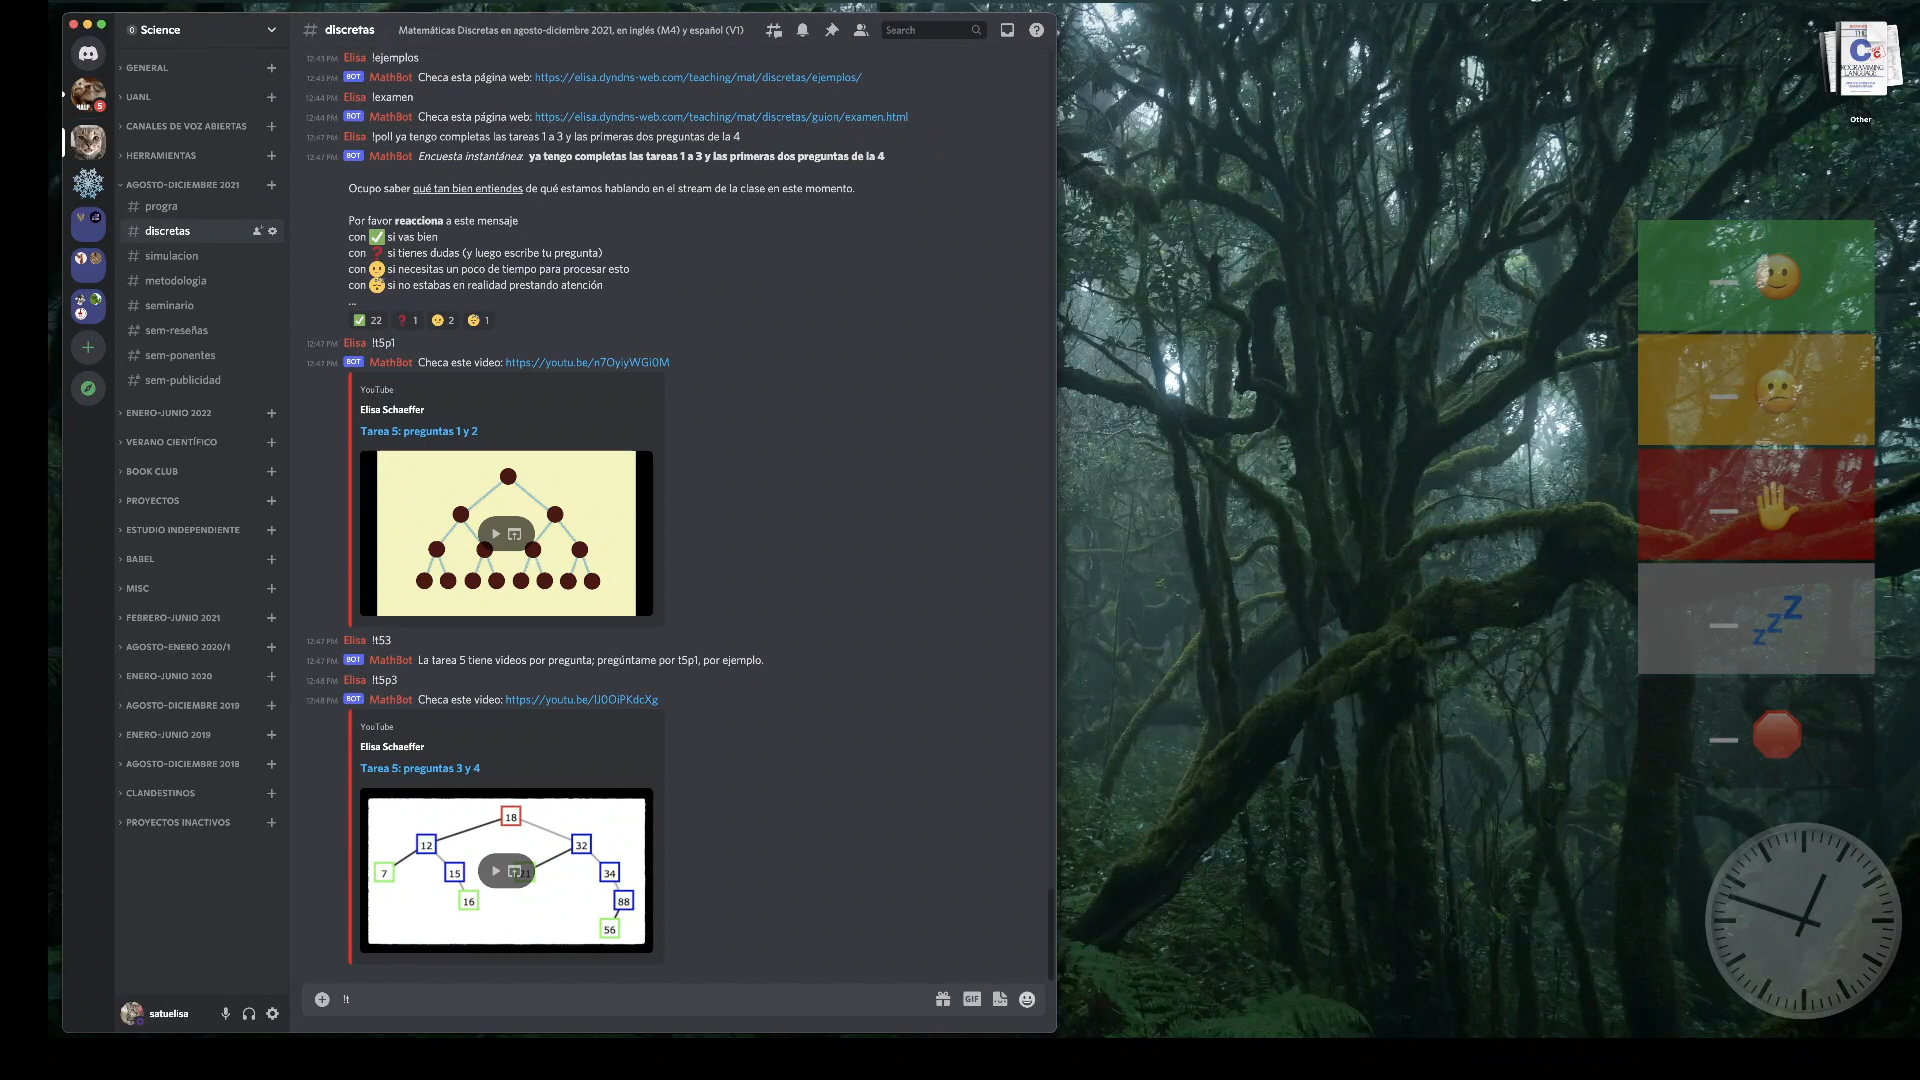 Science
GENERAL
UANL
CANALES DE VOZ ABIERTAS
HERRAMIENTAS
AGOSTO-DICIEMBRE 2021
progra
discretas
simulacion
metodologia
seminario
sem-reseñas
sem-ponentes
sem-publicidad
ENERO-JUNIO 2022
VERANO CIENTÍFICO
BOOK CLUB
PROYECTOS
ESTUDIO INDEPENDIENTE
BABEL
MISC
FEBRERO-JUNIO 2021
AGOSTO-ENERO 2020/1
ENERO-JUNIO 2020
AGOSTO-DICIEMBRE 2019
ENERO-JUNIO 2019
AGOSTO-DICIEMBRE 2018
CLANDESTINOS
PROYECTOS INACTIVOS
satuelisa
discretas Matemáticas Discretas en agosto-diciembre 2021, en inglés (M4) y español (V1) Search
12:43 PM Elisa !ejemplos
12:43 PM BOT MathBot Checa esta página web: https://elisa.dyndns-web.com/teaching/mat/discretas/ejemplos/
12:44 PM Elisa !examen
12:44 PM BOT MathBot Checa esta página web: https://elisa.dyndns-web.com/teaching/mat/discretas/guion/examen.html
12:47 PM Elisa !poll ya tengo completas las tareas 1 a 3 y las primeras dos preguntas de la 4
12:47 PM BOT MathBot Encuesta instantánea: ya tengo completas las tareas 1 a 3 y las primeras dos preguntas de la 4
Ocupo saber qué tan bien entiendes de qué estamos hablando en el stream de la clase en este momento.
Por favor reacciona a este mensaje
con ✅ si vas bien
con ❓ si tienes dudas (y luego escribe tu pregunta)
con 😕 si necesitas un poco de tiempo para procesar esto
con 😴 si no estabas en realidad prestando atención
...
✅ 22 ❓ 1 😕 2 😴 1
12:47 PM Elisa !t5p1
12:47 PM BOT MathBot Checa este video: https://youtu.be/n7OyiyWGi0M
YouTube
Elisa Schaeffer
Tarea 5: preguntas 1 y 2
12:47 PM Elisa !t53
12:47 PM BOT MathBot La tarea 5 tiene videos por pregunta; pregúntame por t5p1, por ejemplo.
12:48 PM Elisa !t5p3
12:48 PM BOT MathBot Checa este video: https://youtu.be/lJ0OiPKdcXg
YouTube
Elisa Schaeffer
Tarea 5: preguntas 3 y 4
18
12 32
7 15 21 34
16 88
56
!t
GIF
THE
C
PROGRAMMING
LANGUAGE
Other
5